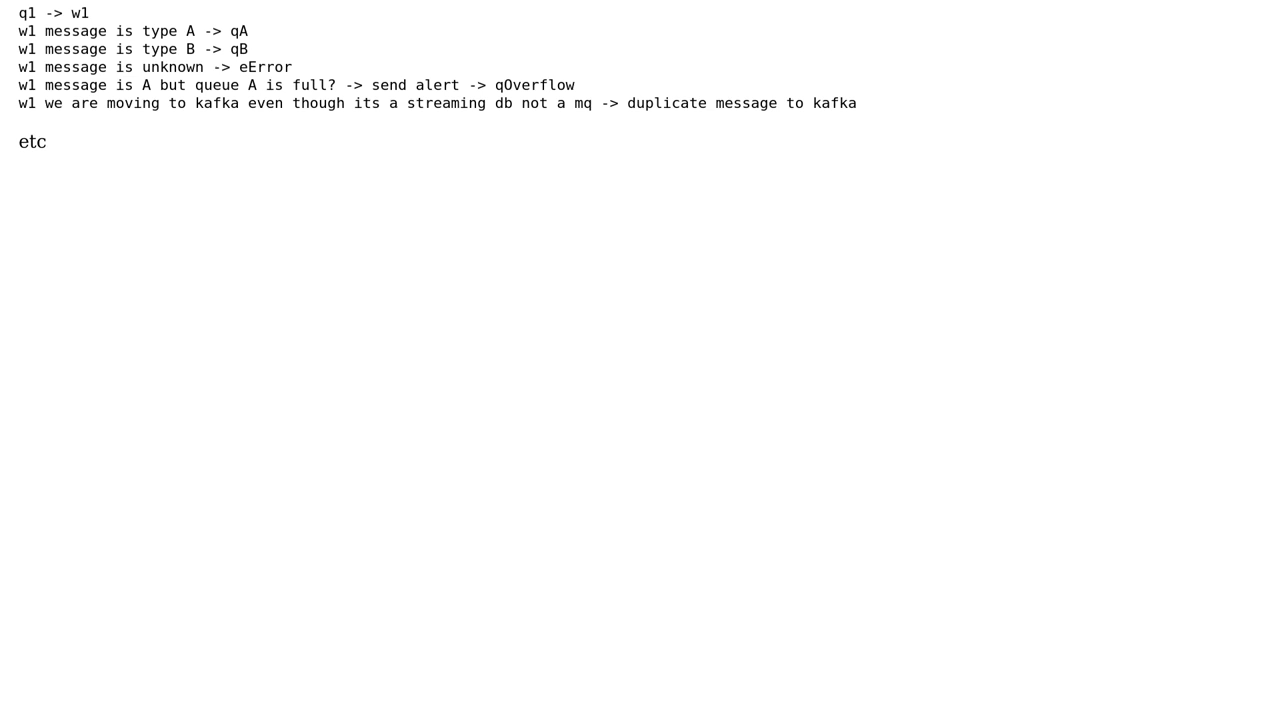 q1 -> w1
w1 message is type A -> qA
w1 message is type B -> qB
w1 message is unknown -> eError
w1 message is A but queue A is full? -> send alert -> qOverflow
w1 we are moving to kafka even though its a streaming db not a mq -> duplicate message to kafka
etc